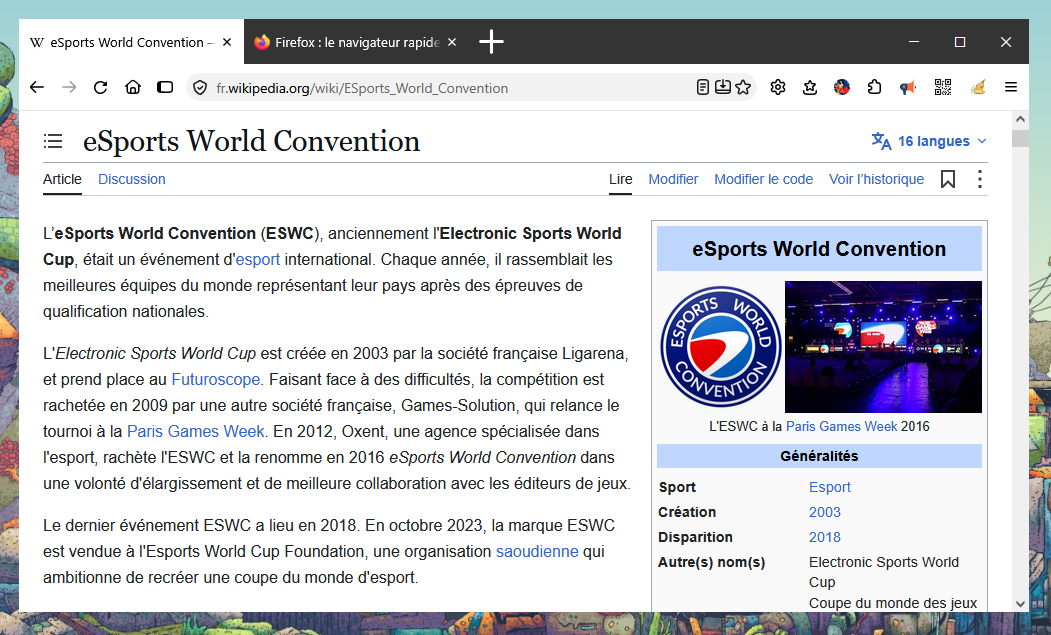 eSports World Convention —
Firefox : le navigateur rapide
fr.wikipedia.org/wiki/ESports_World_Convention
eSports World Convention
16 langues
Article Discussion Lire Modifier Modifier le code Voir l’historique
L’eSports World Convention (ESWC), anciennement l'Electronic Sports World
Cup, était un événement d'esport international. Chaque année, il rassemblait les
meilleures équipes du monde représentant leur pays après des épreuves de
qualification nationales.
L'Electronic Sports World Cup est créée en 2003 par la société française Ligarena,
et prend place au Futuroscope. Faisant face à des difficultés, la compétition est
rachetée en 2009 par une autre société française, Games-Solution, qui relance le
tournoi à la Paris Games Week. En 2012, Oxent, une agence spécialisée dans
l'esport, rachète l'ESWC et la renomme en 2016 eSports World Convention dans
une volonté d'élargissement et de meilleure collaboration avec les éditeurs de jeux.
Le dernier événement ESWC a lieu en 2018. En octobre 2023, la marque ESWC
est vendue à l'Esports World Cup Foundation, une organisation saoudienne qui
ambitionne de recréer une coupe du monde d'esport.
eSports World Convention
ESPORTS WORLD
CONVENTION
L'ESWC à la Paris Games Week 2016
Généralités
Sport Esport
Création 2003
Disparition 2018
Autre(s) nom(s) Electronic Sports World
Cup
Coupe du monde des jeux